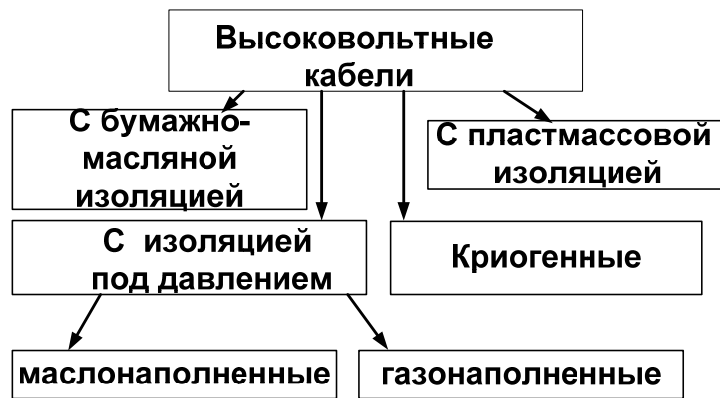 Высоковольтные
кабели
С бумажно-
масляной
изоляцией
С пластмассовой
изоляцией
С изоляцией
под давлением
Криогенные
маслонаполненные
газонаполненные